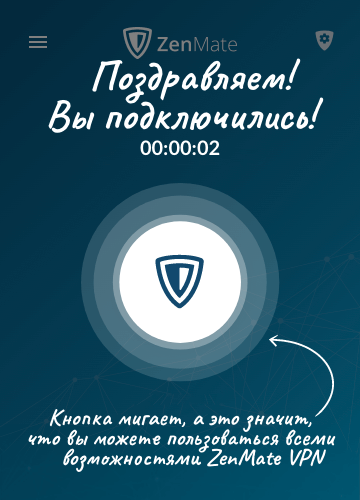 ZenMate
Поздравляем!
Вы подключились!
00:00:02
Кнопка мигает, а это значит,
что вы можете пользоваться всеми
возможностями ZenMate VPN